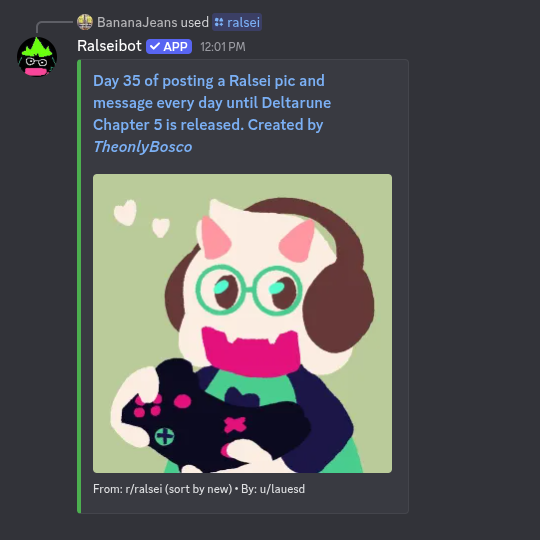 BananaJeans used ralsei
Ralseibot APP 12:01 PM
Day 35 of posting a Ralsei pic and
message every day until Deltarune
Chapter 5 is released. Created by
TheonlyBosco
From: r/ralsei (sort by new) • By: u/lauesd